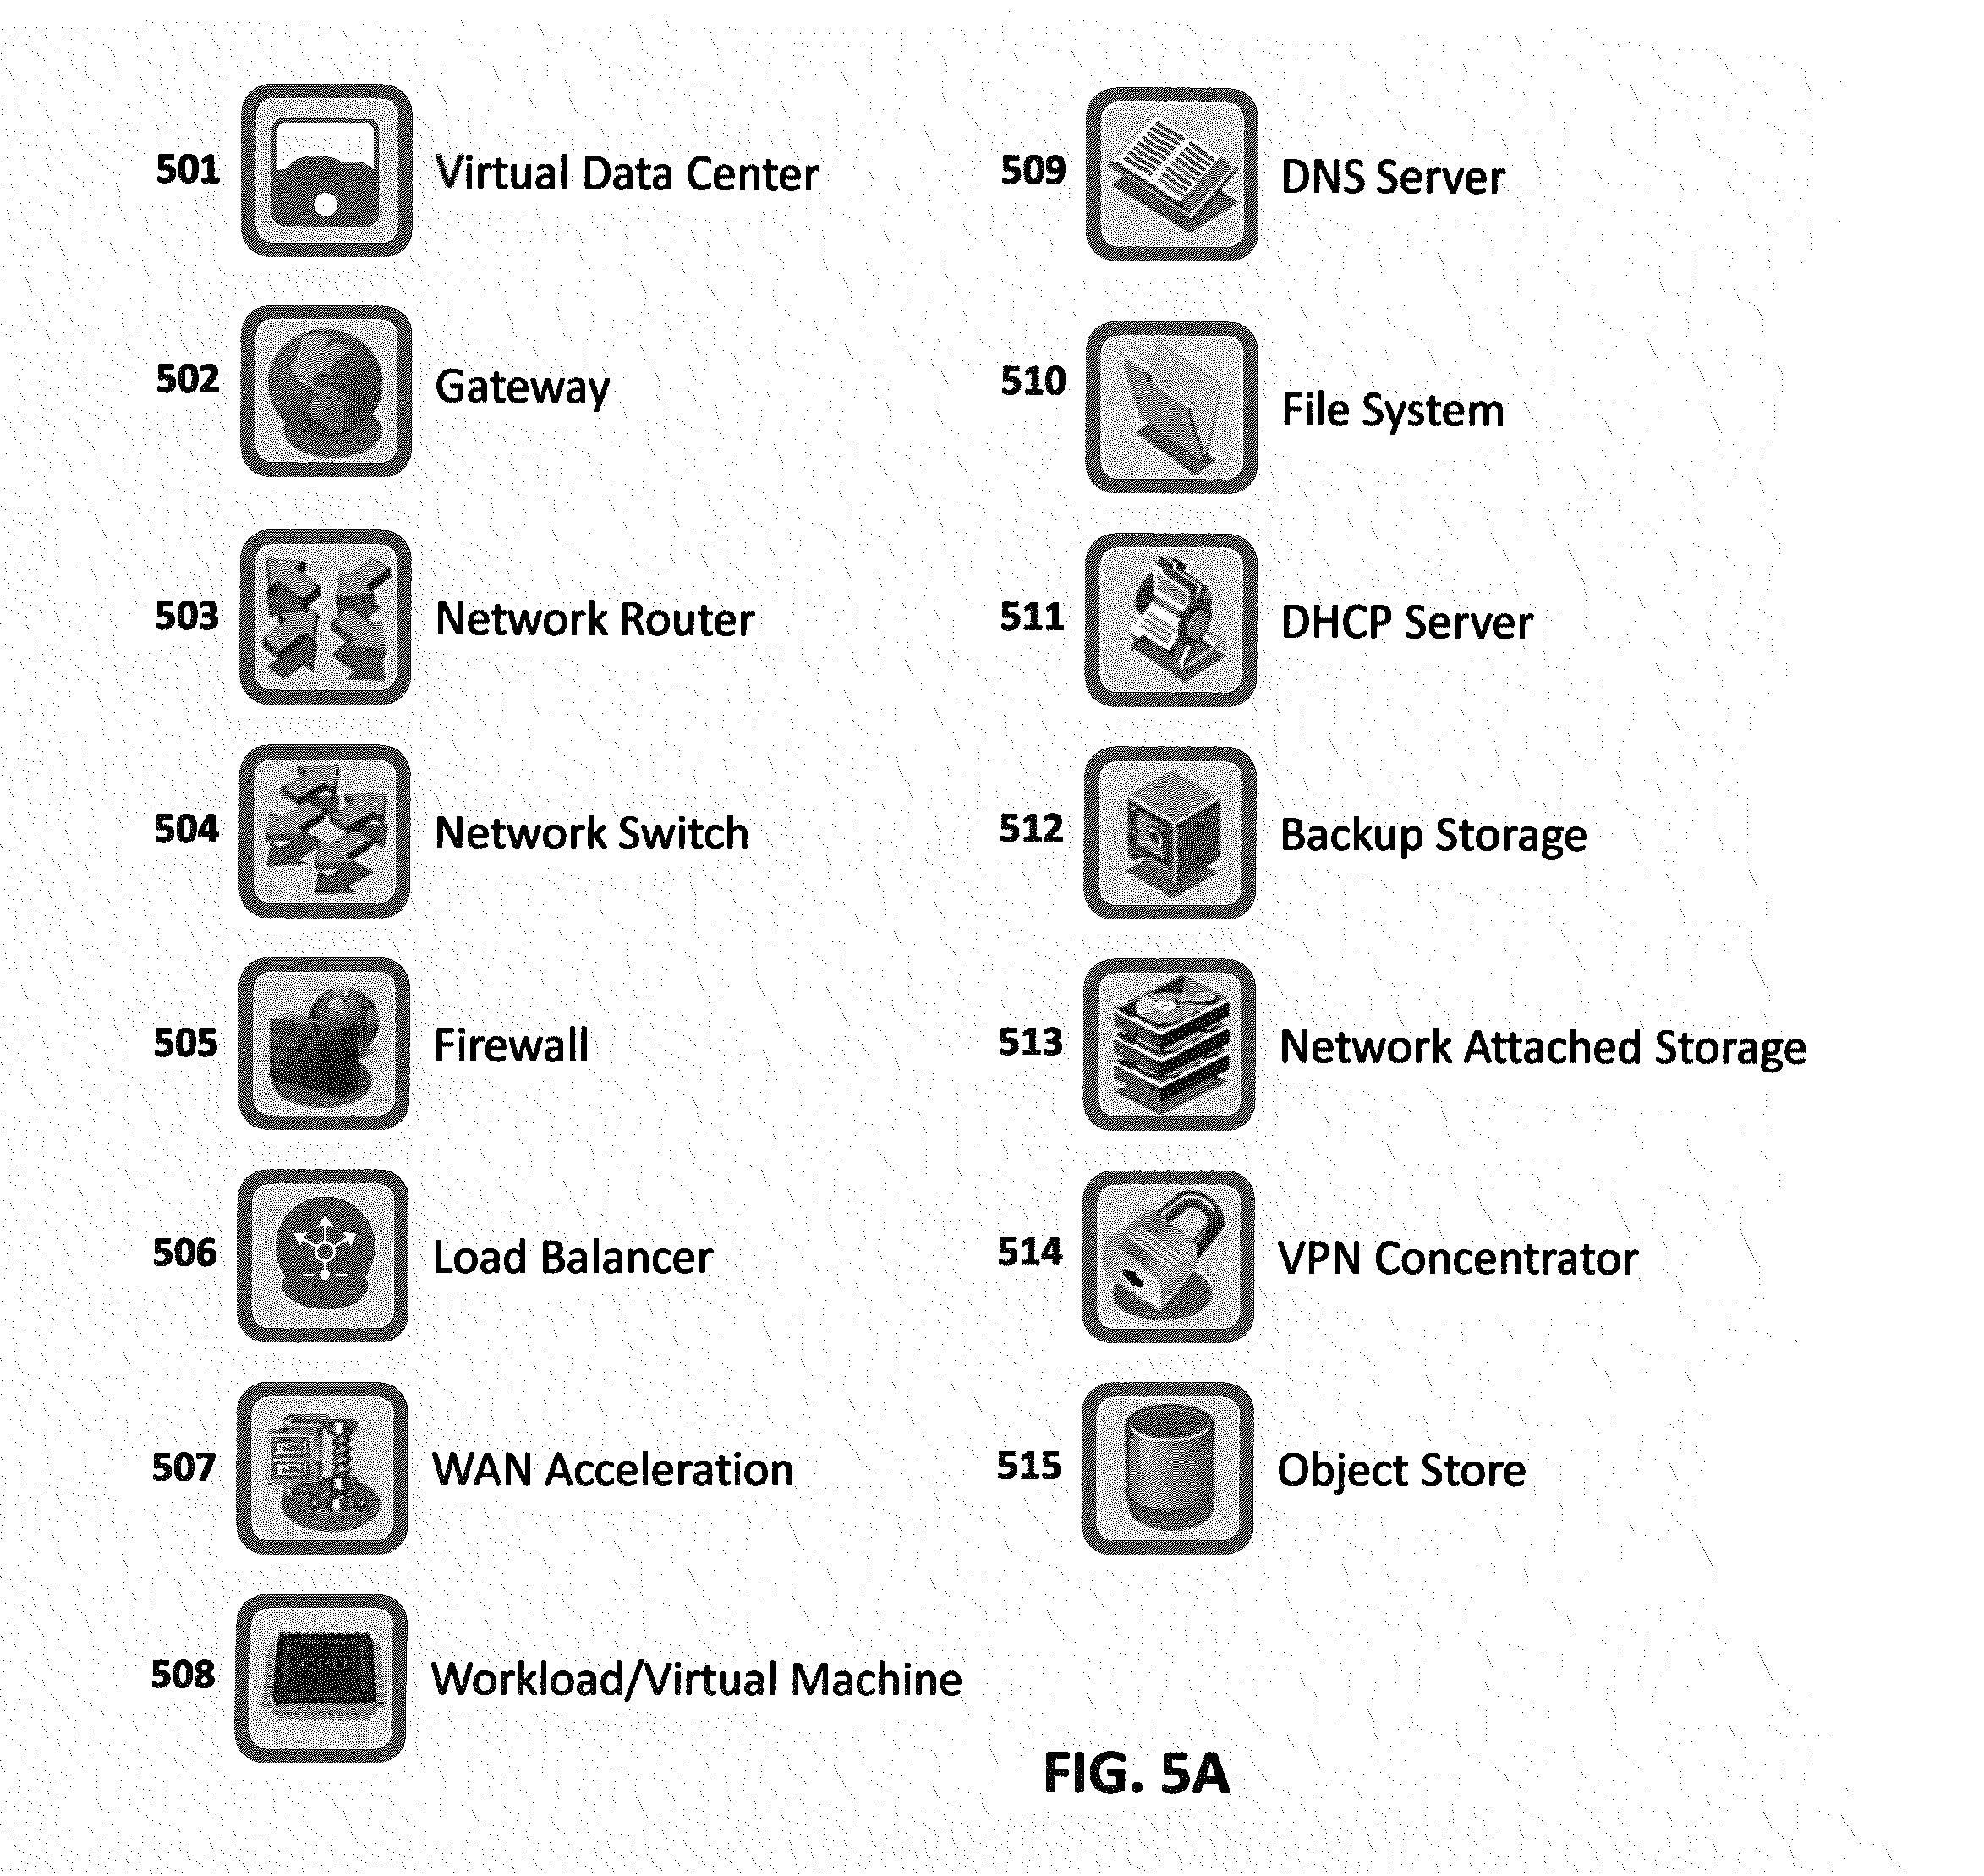 501 Virtual Data Center
502 Gateway
503 Network Router
504 Network Switch
505 Firewall
506 Load Balancer
507 WAN Acceleration
508 CPU Workload/Virtual Machine
509 DNS Server
510 File System
511 DHCP Server
512 Backup Storage
513 Network Attached Storage
514 VPN Concentrator
515 Object Store
FIG. 5A